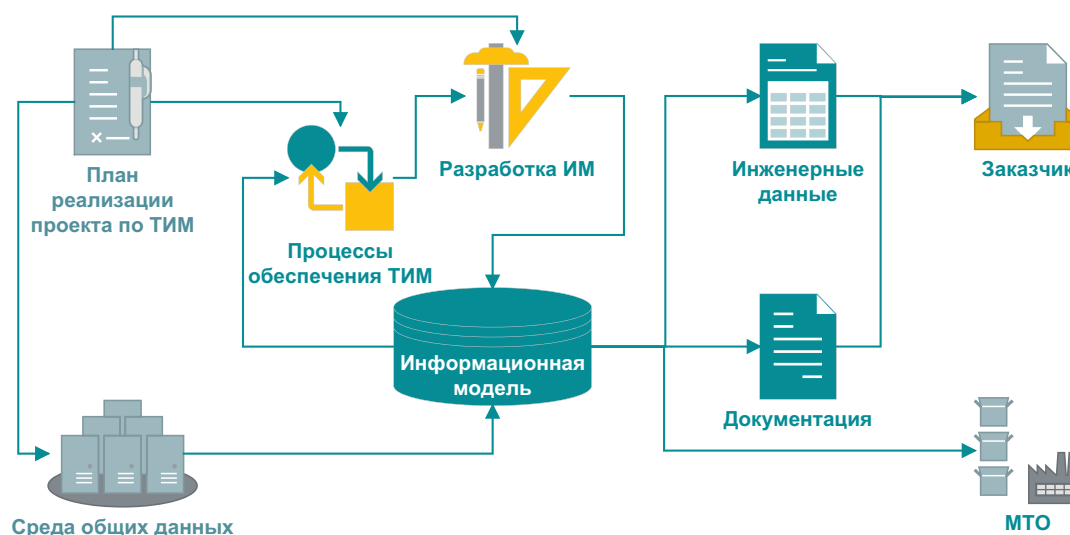 План
реализации
проекта по ТИМ
Процессы
обеспечения ТИМ
Разработка ИМ
Инженерные
данные
Заказчик
Информационная
модель
Документация
МТО
Среда общих данных